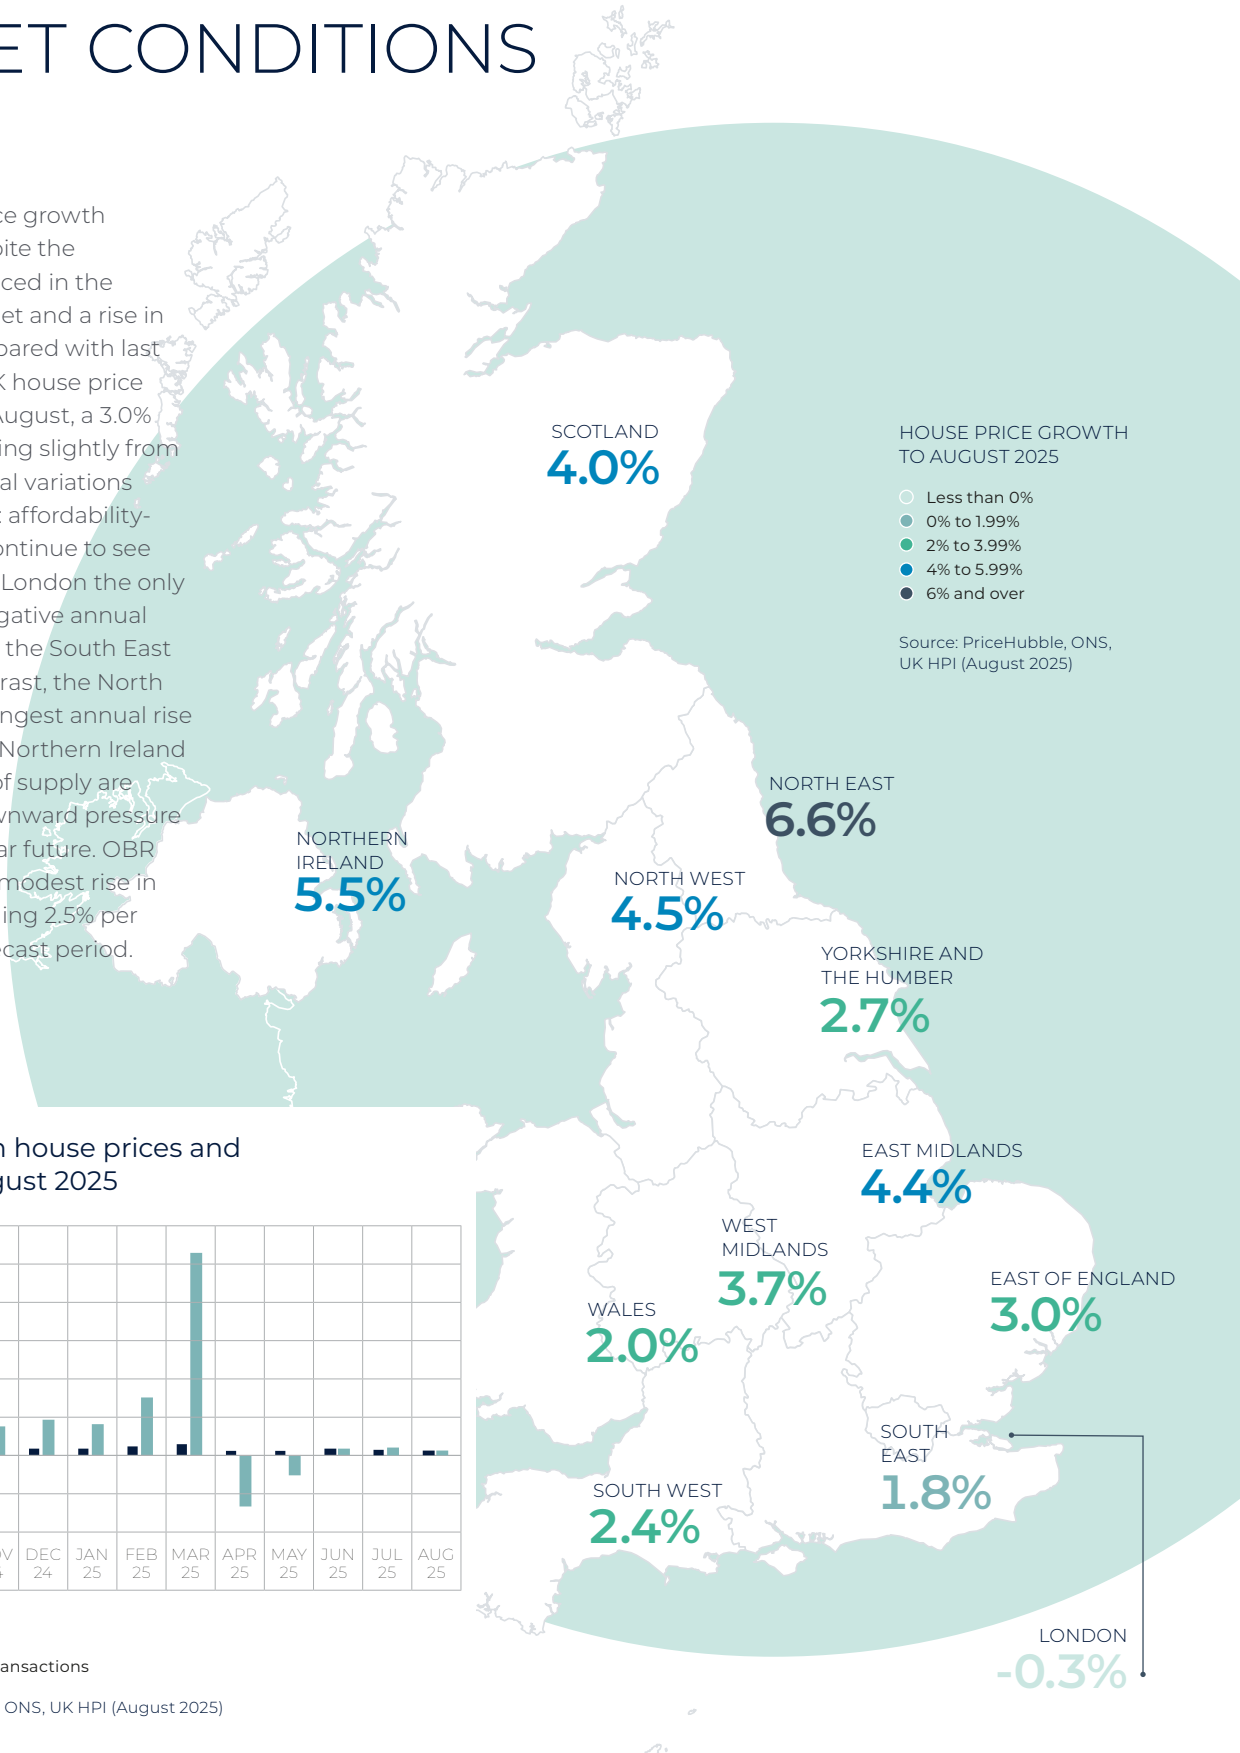 ET CONDITIONS
ce growth
pite the
ced in the
et and a rise in
pared with last
K house price
August, a 3.0%
ing slightly from
al variations
: affordability-
ontinue to see
London the only
gative annual
the South East
rast, the North
ngest annual rise
Northern Ireland
of supply are
wnward pressure
ar future. OBR
modest rise in
ing 2.5% per
ecast period.
SCOTLAND
4.0%
HOUSE PRICE GROWTH
TO AUGUST 2025
Less than 0%
0% to 1.99%
2% to 3.99%
4% to 5.99%
6% and over
Source: PriceHubble, ONS,
UK HPI (August 2025)
NORTH EAST
6.6%
NORTHERN
IRELAND
5.5%
NORTH WEST
4.5%
YORKSHIRE AND
THE HUMBER
2.7%
EAST MIDLANDS
4.4%
WEST
MIDLANDS
3.7%
EAST OF ENGLAND
3.0%
WALES
2.0%
SOUTH
EAST
1.8%
SOUTH WEST
2.4%
LONDON
-0.3%
n house prices and
gust 2025
OV DEC JAN FEB MAR APR MAY JUN JUL AUG
4 24 25 25 25 25 25 25 25 25
ansactions
ONS, UK HPI (August 2025)